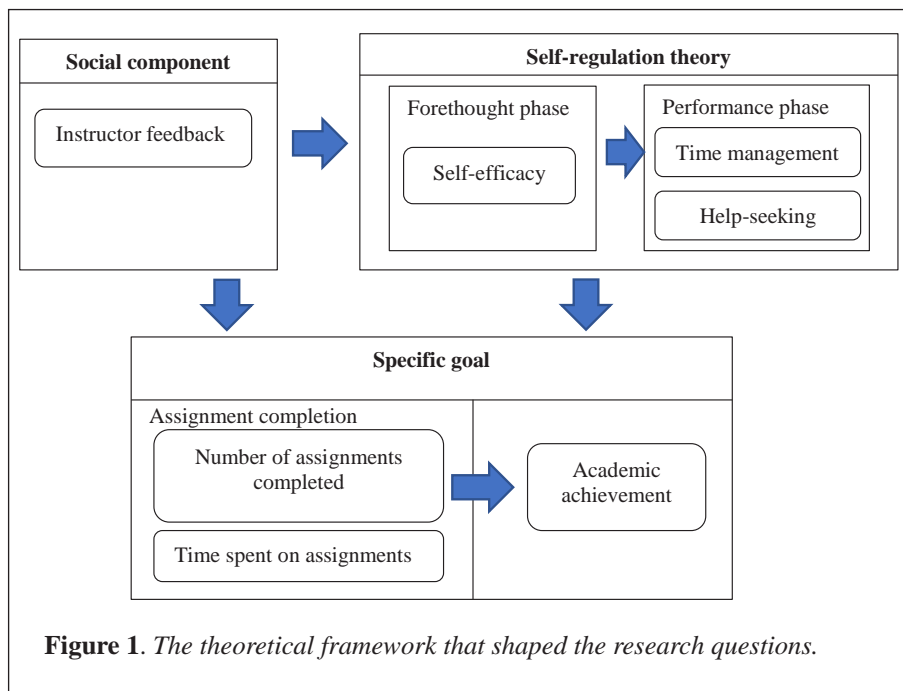 Social component
Instructor feedback
Self-regulation theory
Forethought phase
Self-efficacy
Performance phase
Time management
Help-seeking
Specific goal
Assignment completion
Number of assignments
completed
Time spent on assignments
Academic
achievement
Figure 1. The theoretical framework that shaped the research questions.